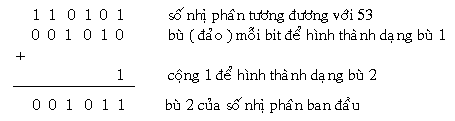 1 1 0 1 0 1 số nhị phân tương đương với 53
0 0 1 0 1 0 bù ( đảo ) mỗi bit để hình thành dạng bù 1
+
1 cộng 1 để hình thành dạng bù 2
0 0 1 0 1 1 bù 2 của số nhị phân ban đầu